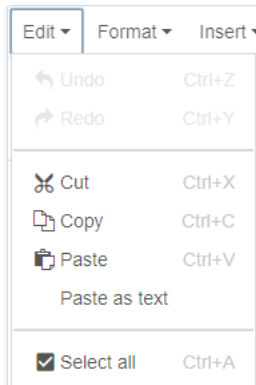 Edit Format Insert
Undo Ctrl+Z
Redo Ctrl+Y
Cut Ctrl+X
Copy Ctrl+C
Paste Ctrl+V
Paste as text
Select all Ctrl+A